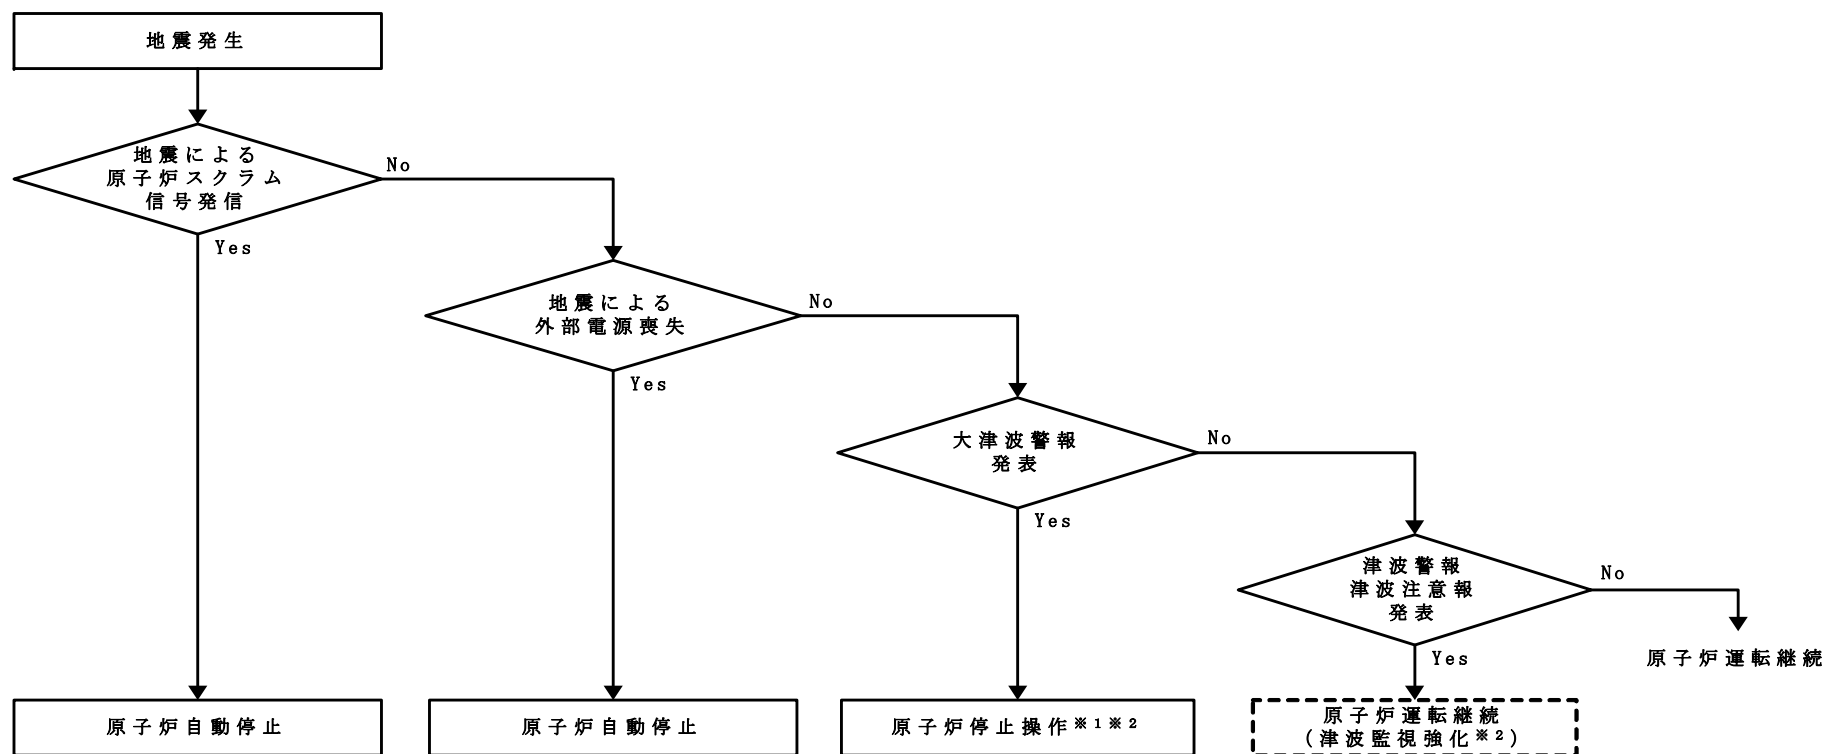 地震発生
地震による
原子炉スクラム
信号発信
No
Yes
地震による
外部電源喪失
No
Yes
大津波警報
発表
No
Yes
津波警報
津波注意報
発表
No
Yes
原子炉運転継続
原子炉自動停止
原子炉自動停止
原子炉停止操作※1※2
原子炉運転継続
(津波監視強化※2)